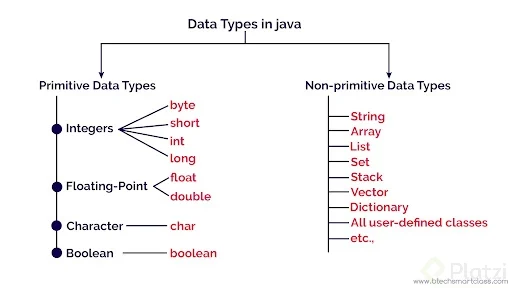 Data Types in java
Primitive Data Types
Integers
byte
short
int
long
Floating-Point
float
double
Character
char
Boolean
boolean
Non-primitive Data Types
String
Array
List
Set
Stack
Vector
Dictionary
All user-defined classes
etc.,
Platzi
www.btechsmartclass.com